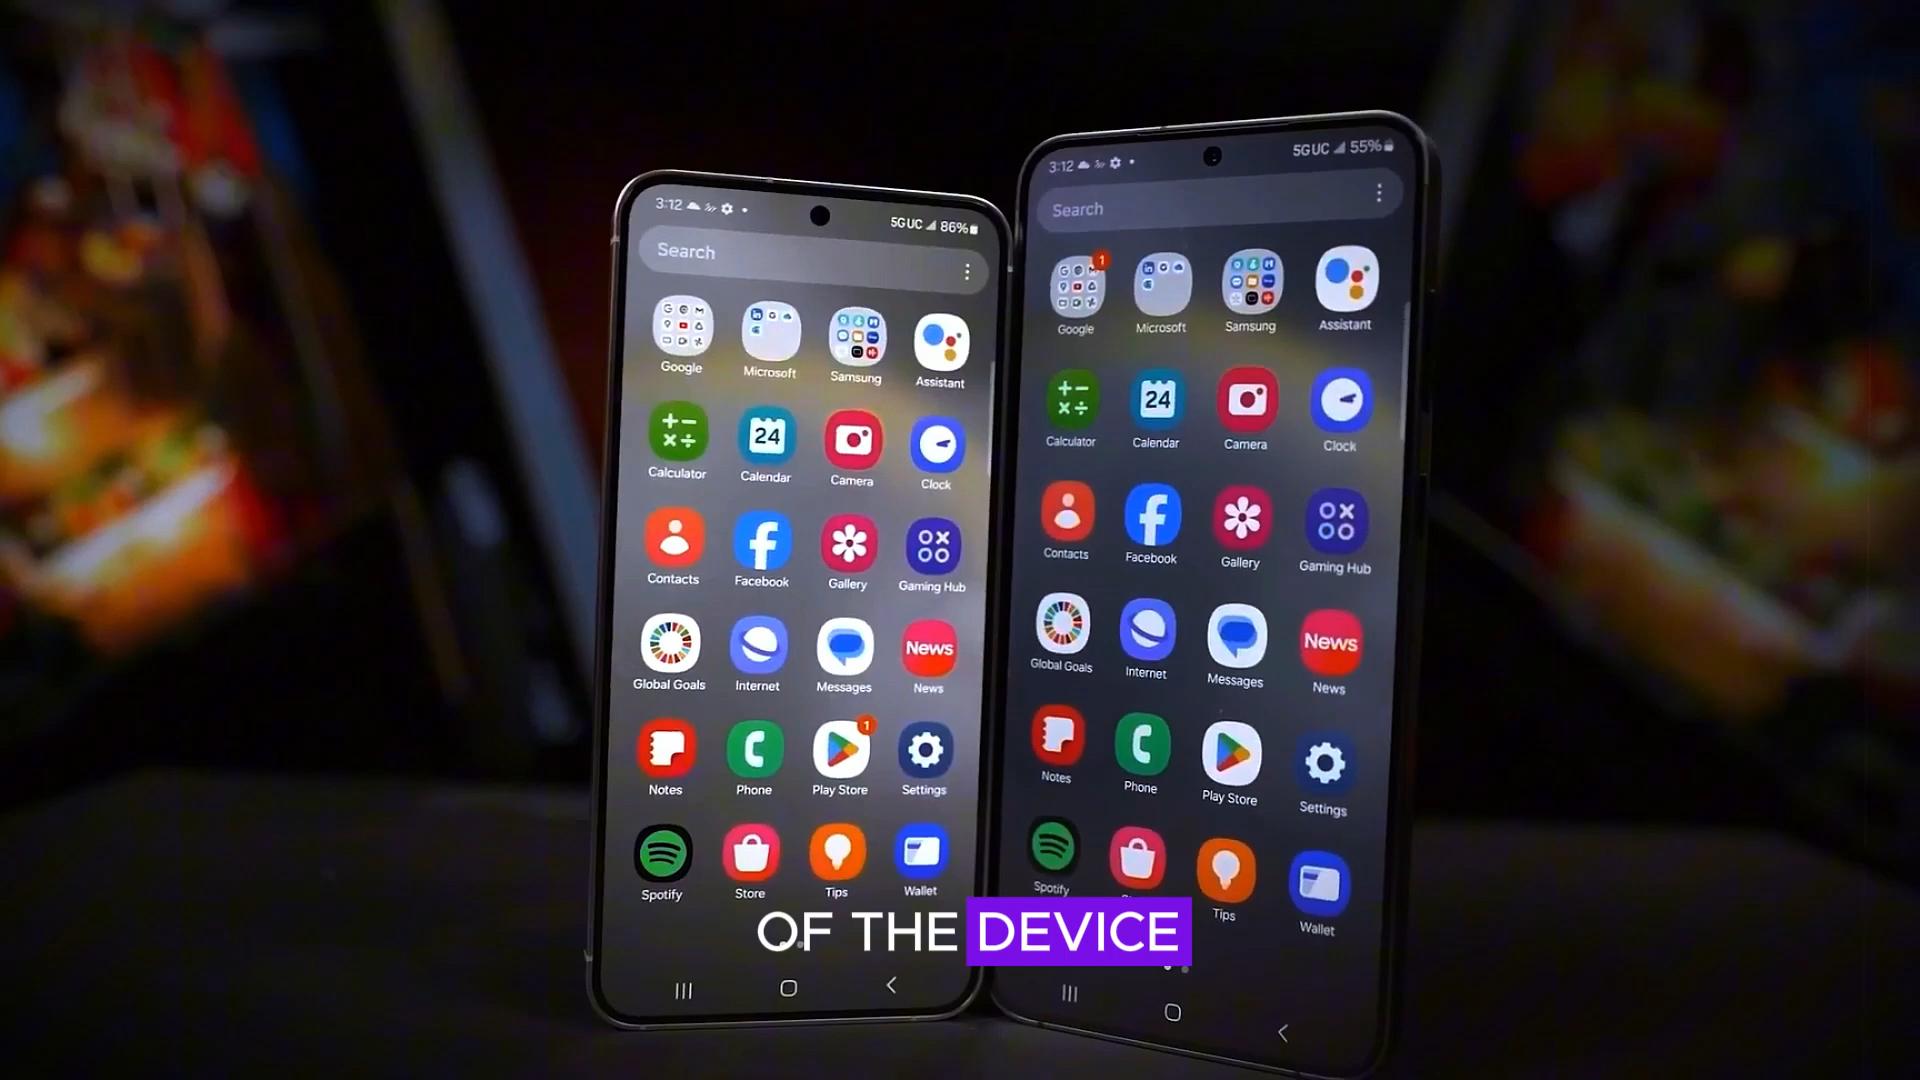 3:12
5G UC 86%
Search
Google Microsoft Samsung Assistant
Calculator Calendar Camera Clock
24
Contacts Facebook Gallery Gaming Hub
Global Goals Internet Messages News
News
1
Notes Phone Play Store Settings
Spotify Store Tips Wallet
3:12
5G UC 55%
Search
1
Google Microsoft Samsung Assistant
24
Calculator Calendar Camera Clock
Contacts Facebook Gallery Gaming Hub
News
Global Goals Internet Messages News
Notes Phone Play Store Settings
Spotify Tips Wallet
OF THE DEVICE